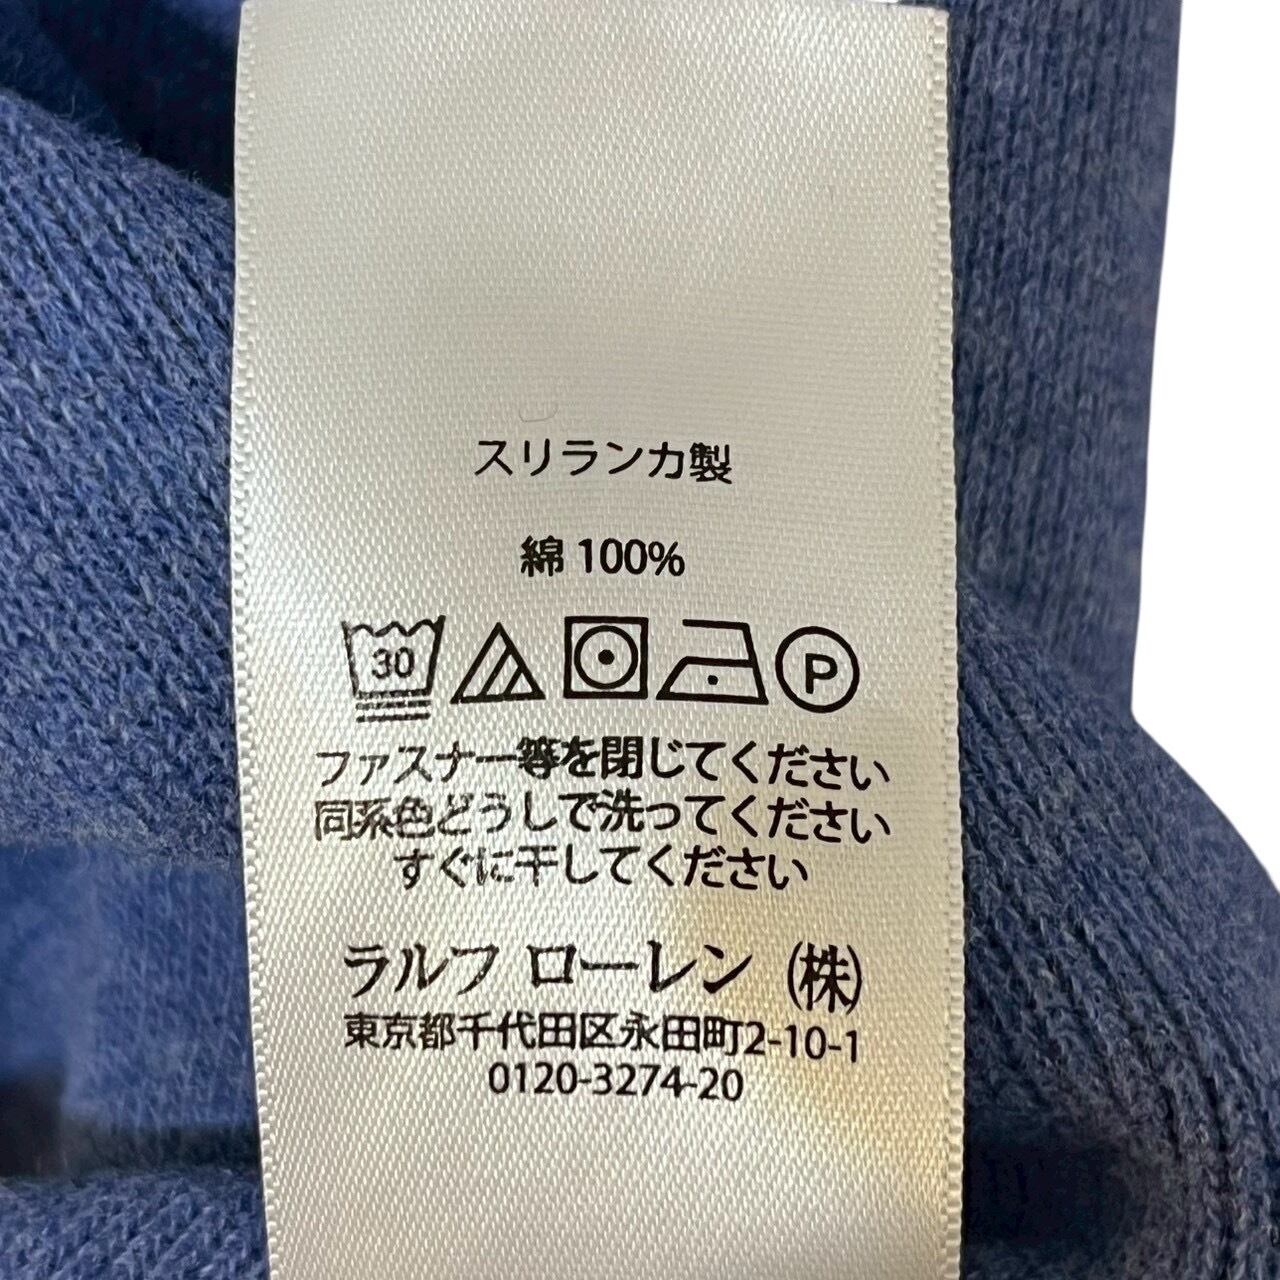 スリランカ製
綿 100%
30 P
ファスナー等を閉じてください
同系色どうしで洗ってください
すぐに干してください
ラルフ ローレン (株)
東京都千代田区永田町2-10-1
0120-3274-20